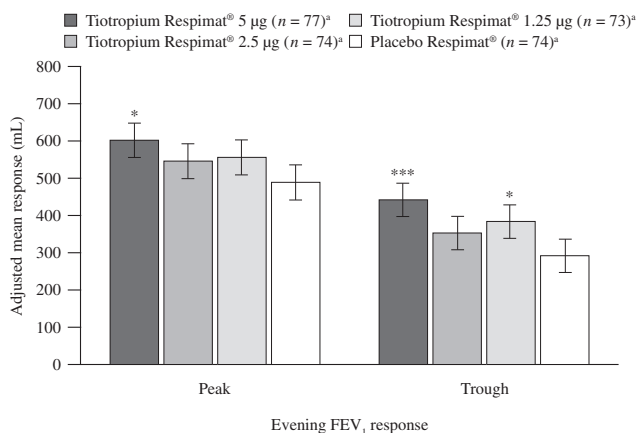 Tiotropium Respimat® 5 µg (n = 77)ᵃ Tiotropium Respimat® 1.25 µg (n = 73)ᵃ
Tiotropium Respimat® 2.5 µg (n = 74)ᵃ Placebo Respimat® (n = 74)ᵃ
Adjusted mean response (mL)
800
700
600
500
400
300
200
100
0
*
***
*
Peak Trough
Evening FEV₁ response